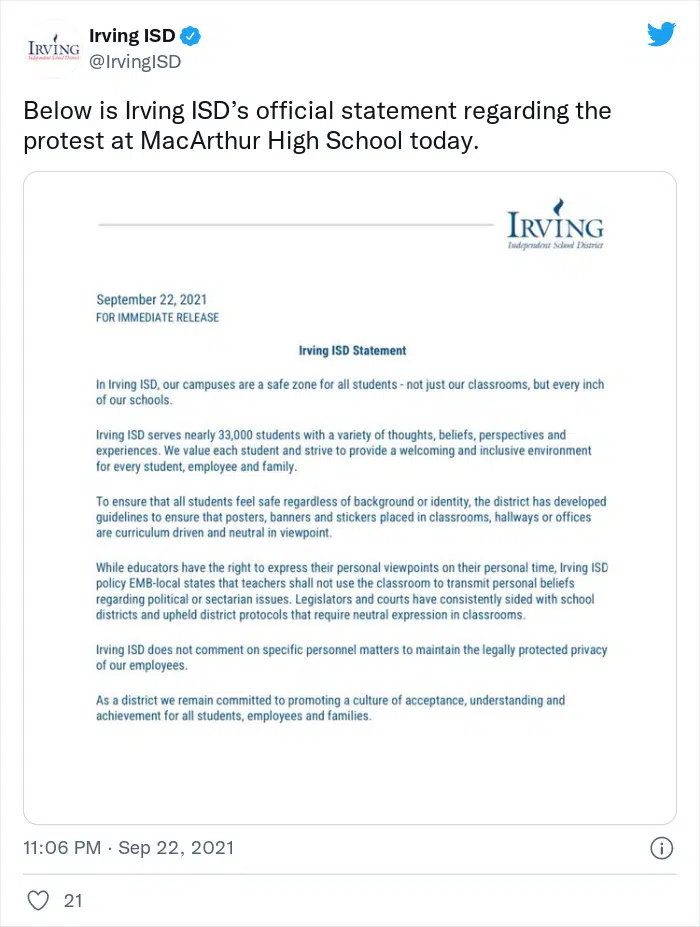 Irving ISD
@IrvingISD
IRVING
Independent School District
Below is Irving ISD’s official statement regarding the
protest at MacArthur High School today.
IRVING
Independent School District
September 22, 2021
FOR IMMEDIATE RELEASE
Irving ISD Statement
In Irving ISD, our campuses are a safe zone for all students - not just our classrooms, but every inch
of our schools.
Irving ISD serves nearly 33,000 students with a variety of thoughts, beliefs, perspectives and
experiences. We value each student and strive to provide a welcoming and inclusive environment
for every student, employee and family.
To ensure that all students feel safe regardless of background or identity, the district has developed
guidelines to ensure that posters, banners and stickers placed in classrooms, hallways or offices
are curriculum driven and neutral in viewpoint.
While educators have the right to express their personal viewpoints on their personal time, Irving ISD
policy EMB-local states that teachers shall not use the classroom to transmit personal beliefs
regarding political or sectarian issues. Legislators and courts have consistently sided with school
districts and upheld district protocols that require neutral expression in classrooms.
Irving ISD does not comment on specific personnel matters to maintain the legally protected privacy
of our employees.
As a district we remain committed to promoting a culture of acceptance, understanding and
achievement for all students, employees and families.
11:06 PM · Sep 22, 2021
21